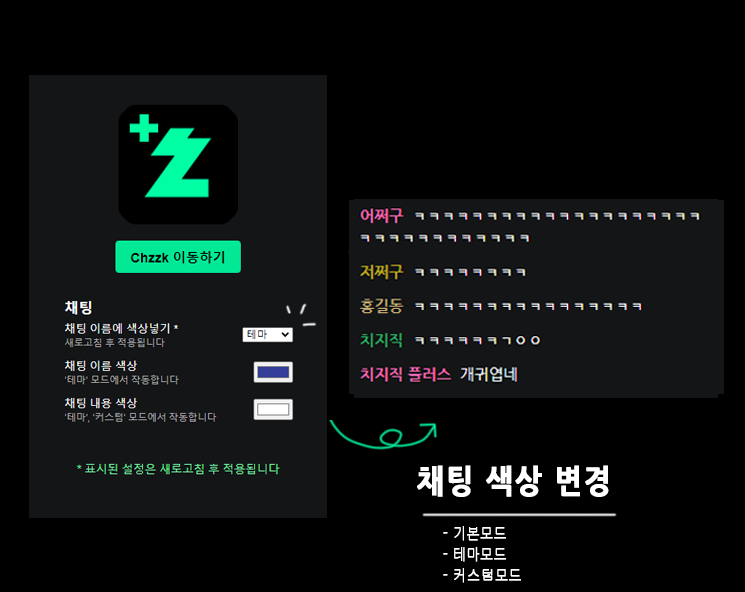 Chzzk 이동하기
채팅
채팅 이름에 색상넣기 *
새로고침 후 적용됩니다
테마
채팅 이름 색상
'테마' 모드에서 작동합니다
채팅 내용 색상
'테마', '커스텀' 모드에서 작동합니다
* 표시된 설정은 새로고침 후 적용됩니다
어쩌구 ㅋㅋㅋㅋㅋㅋㅋㅋㅋㅋㅋㅋㅋㅋㅋㅋㅋㅋㅋㅋ
ㅋㅋㅋㅋㅋㅋㅋㅋㅋㅋㅋㅋ
저쩌구 ㅋㅋㅋㅋㅋㅋㅋㅋ
홍길동 ㅋㅋㅋㅋㅋㅋㅋㅋㅋㅋㅋㅋㅋㅋㅋㅋ
치지직 ㅋㅋㅋㅋㅋㅋㄱㅇㅇ
치지직 플러스 개귀엽네
채팅 색상 변경
- 기본모드
- 테마모드
- 커스텀모드